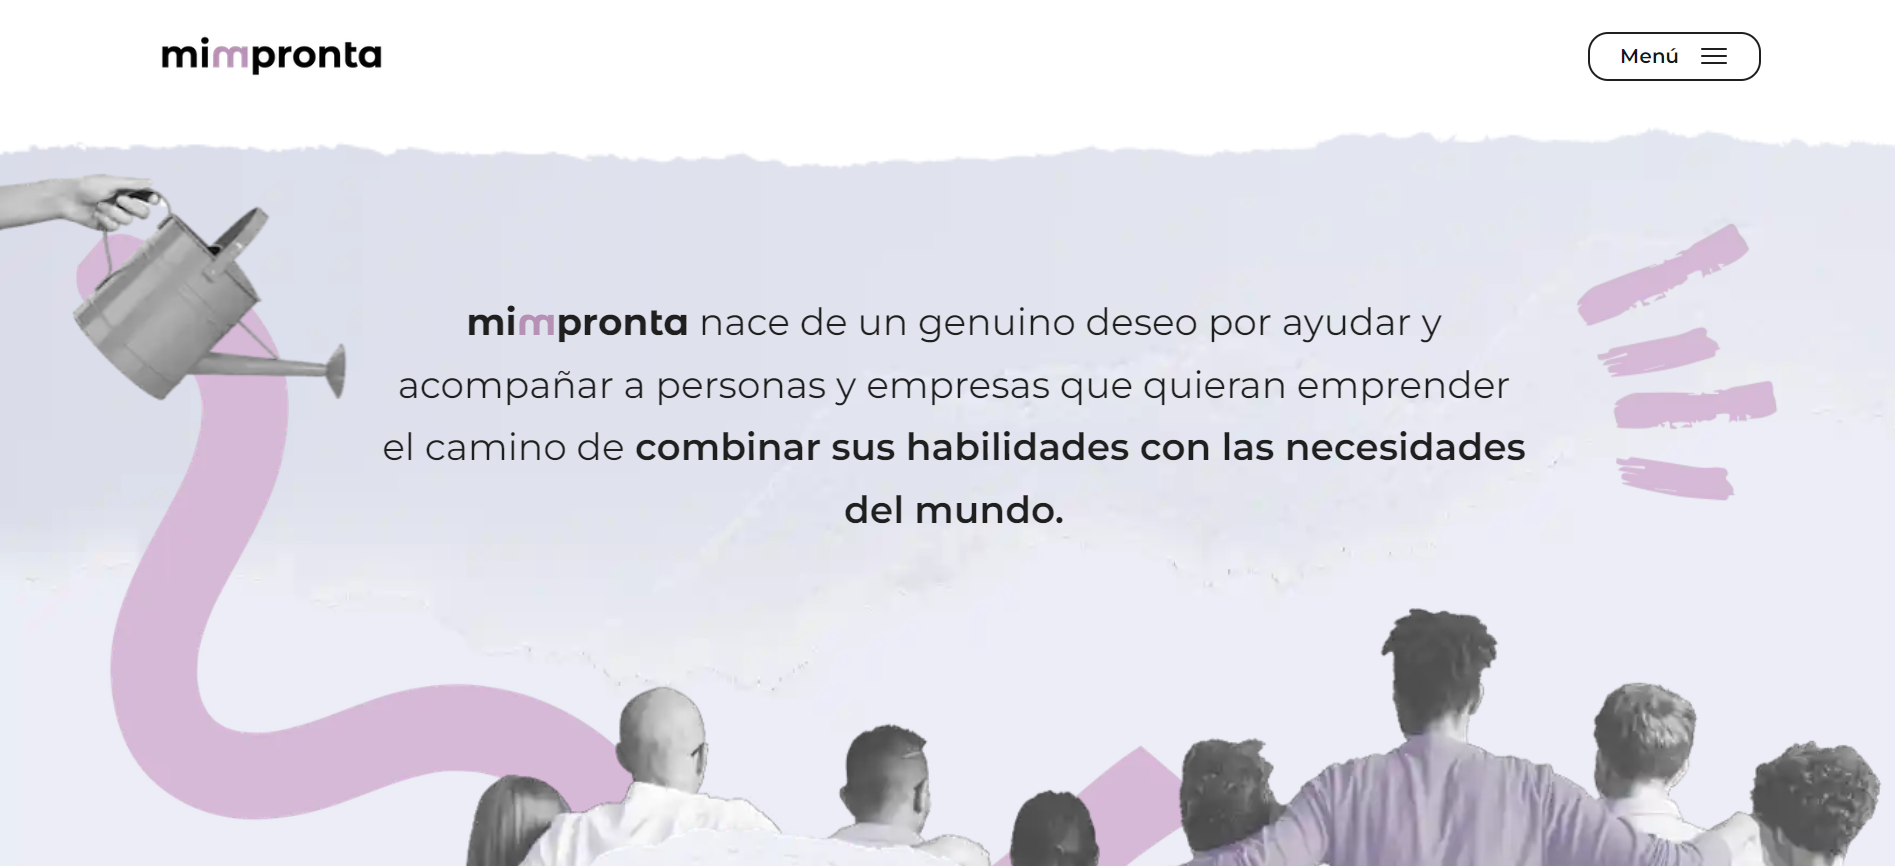 mimpronta
Menú
mimpronta nace de un genuino deseo por ayudar y
acompañar a personas y empresas que quieran emprender
el camino de combinar sus habilidades con las necesidades
del mundo.